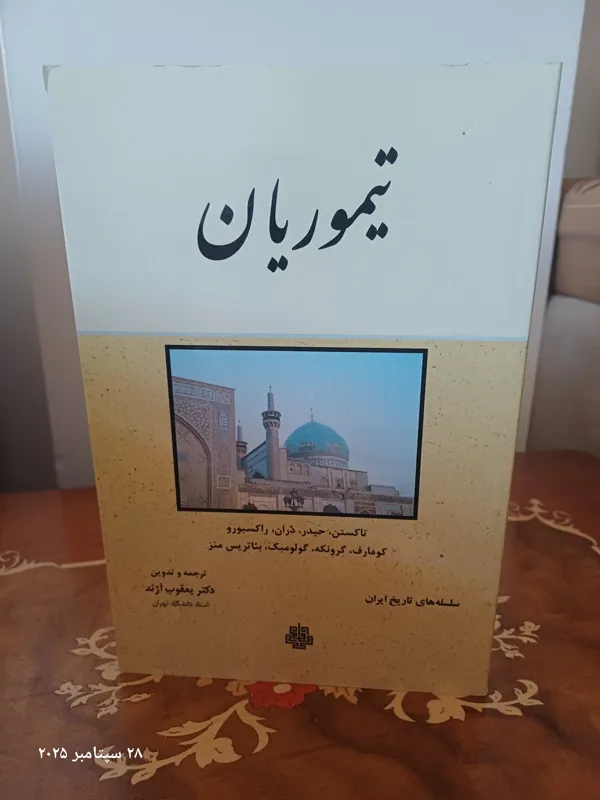 تیموریان
تاکستن، حیدر، دُران، راکسبورو
کومارف، گرونکه، گولومبک، بئاتریس منز
ترجمه و تدوین
دکتر یعقوب آژند
استاد دانشگاه تهران
سلسله‌های تاریخ ایران
۲۸ سپتامبر ۲۰۲۵